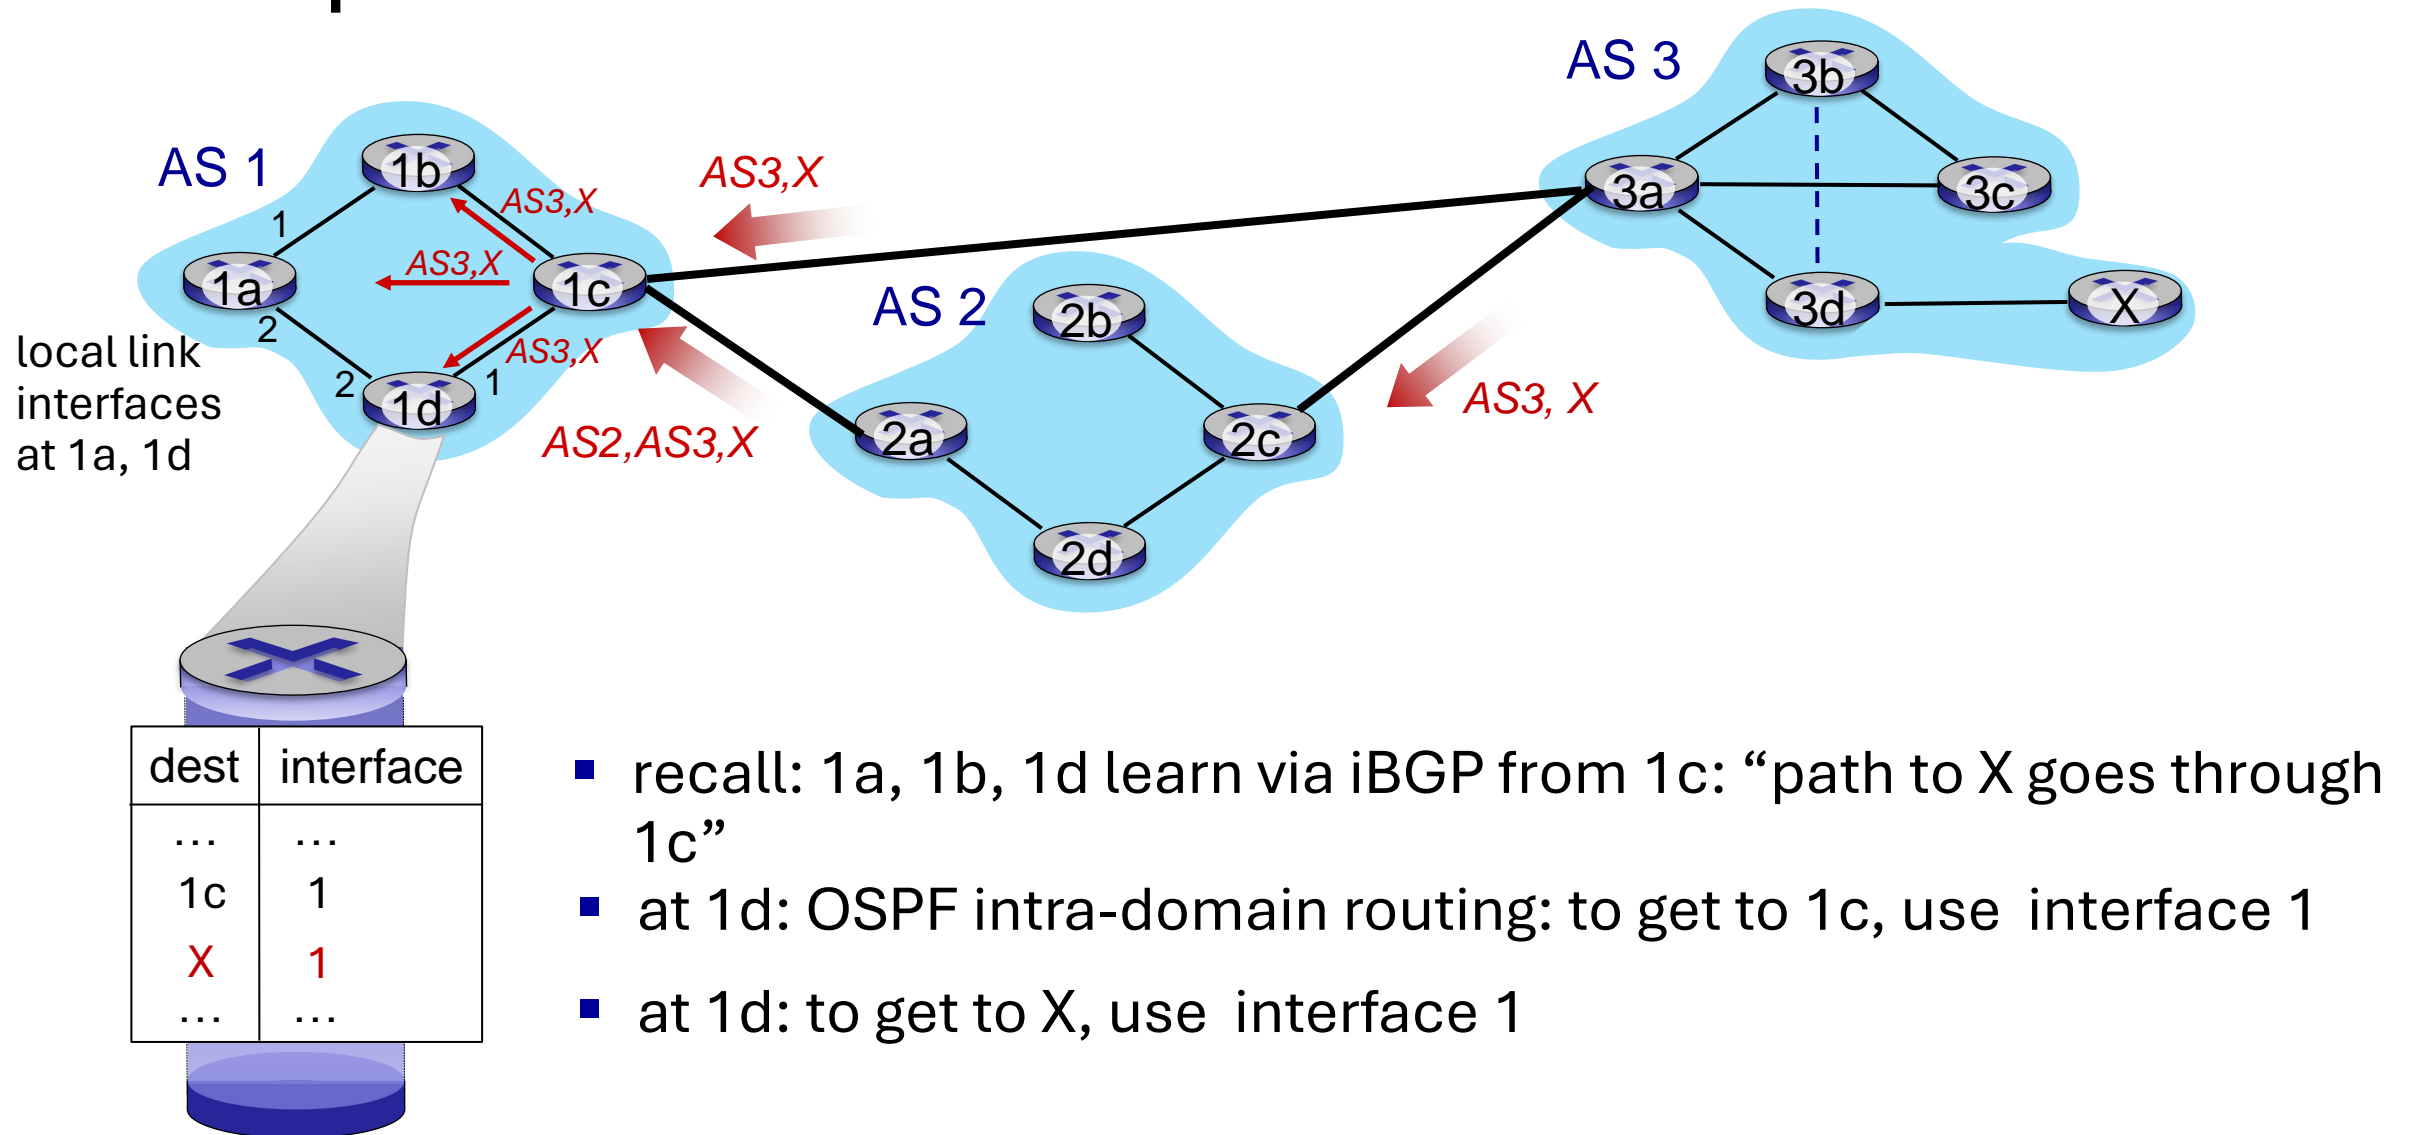 AS 3
3b
AS 1
1b
AS3,X
AS3,X
3a
3c
1
AS3,X
1a
1c
AS 2
2b
3d
X
2
local link
interfaces
at 1a, 1d
AS3,X
2
1
1d
AS3, X
AS2,AS3,X
2a
2c
2d
dest interface
... ...
1c 1
X 1
... ...
▪ recall: 1a, 1b, 1d learn via iBGP from 1c: “path to X goes through
1c”
▪ at 1d: OSPF intra-domain routing: to get to 1c, use interface 1
▪ at 1d: to get to X, use interface 1